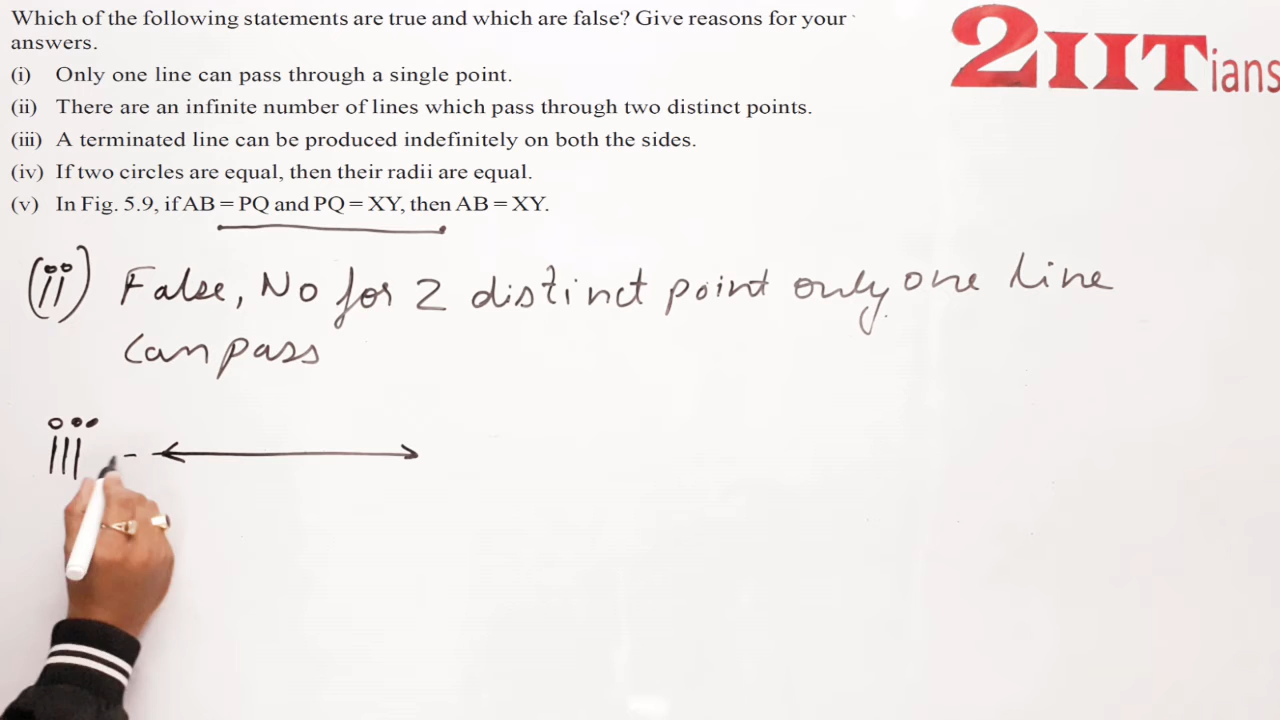 Which of the following statements are true and which are false? Give reasons for your
answers.
(i) Only one line can pass through a single point.
(ii) There are an infinite number of lines which pass through two distinct points.
(iii) A terminated line can be produced indefinitely on both the sides.
(iv) If two circles are equal, then their radii are equal.
(v) In Fig. 5.9, if AB = PQ and PQ = XY, then AB = XY.
2IITians
(ii) False, No for 2 distinct point only one line
can pass
iii -